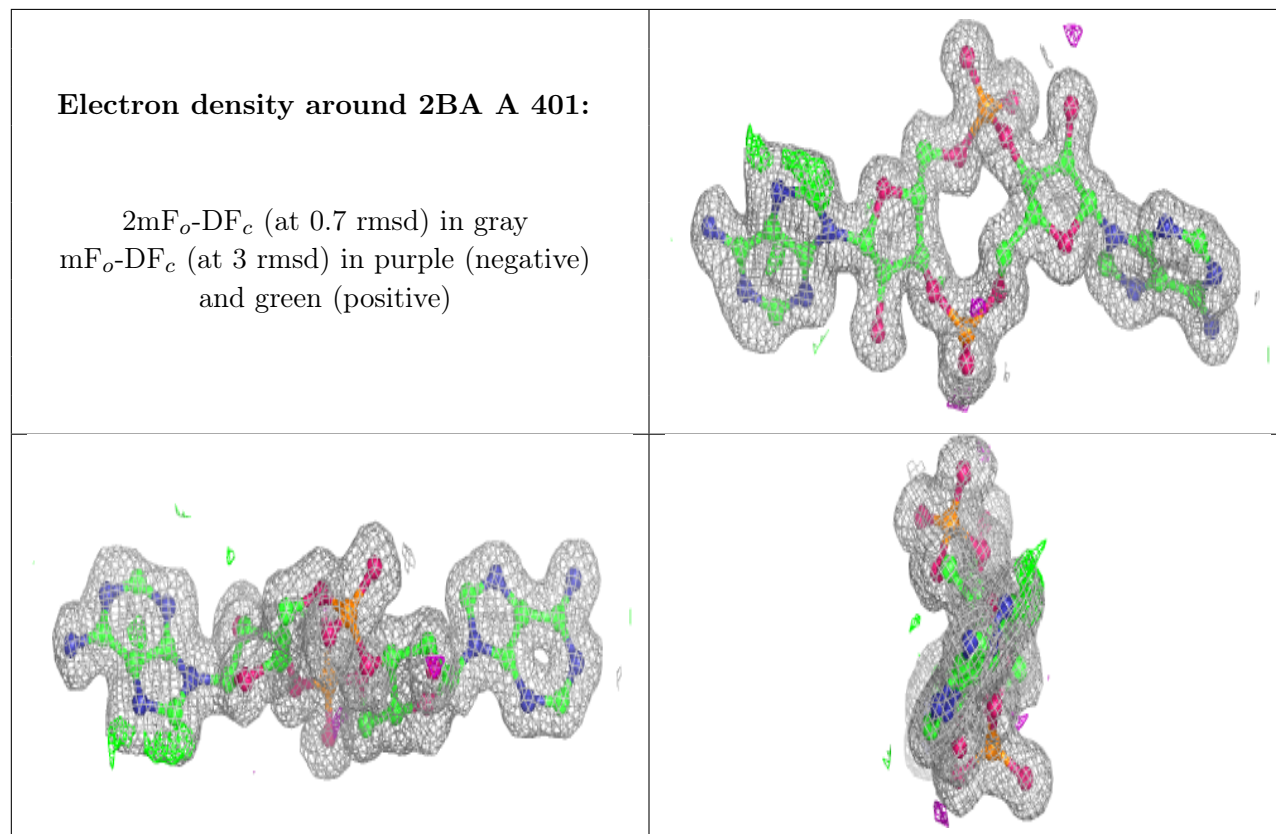 Electron density around 2BA A 401:
2mFo-DFc (at 0.7 rmsd) in gray
mFo-DFc (at 3 rmsd) in purple (negative)
and green (positive)